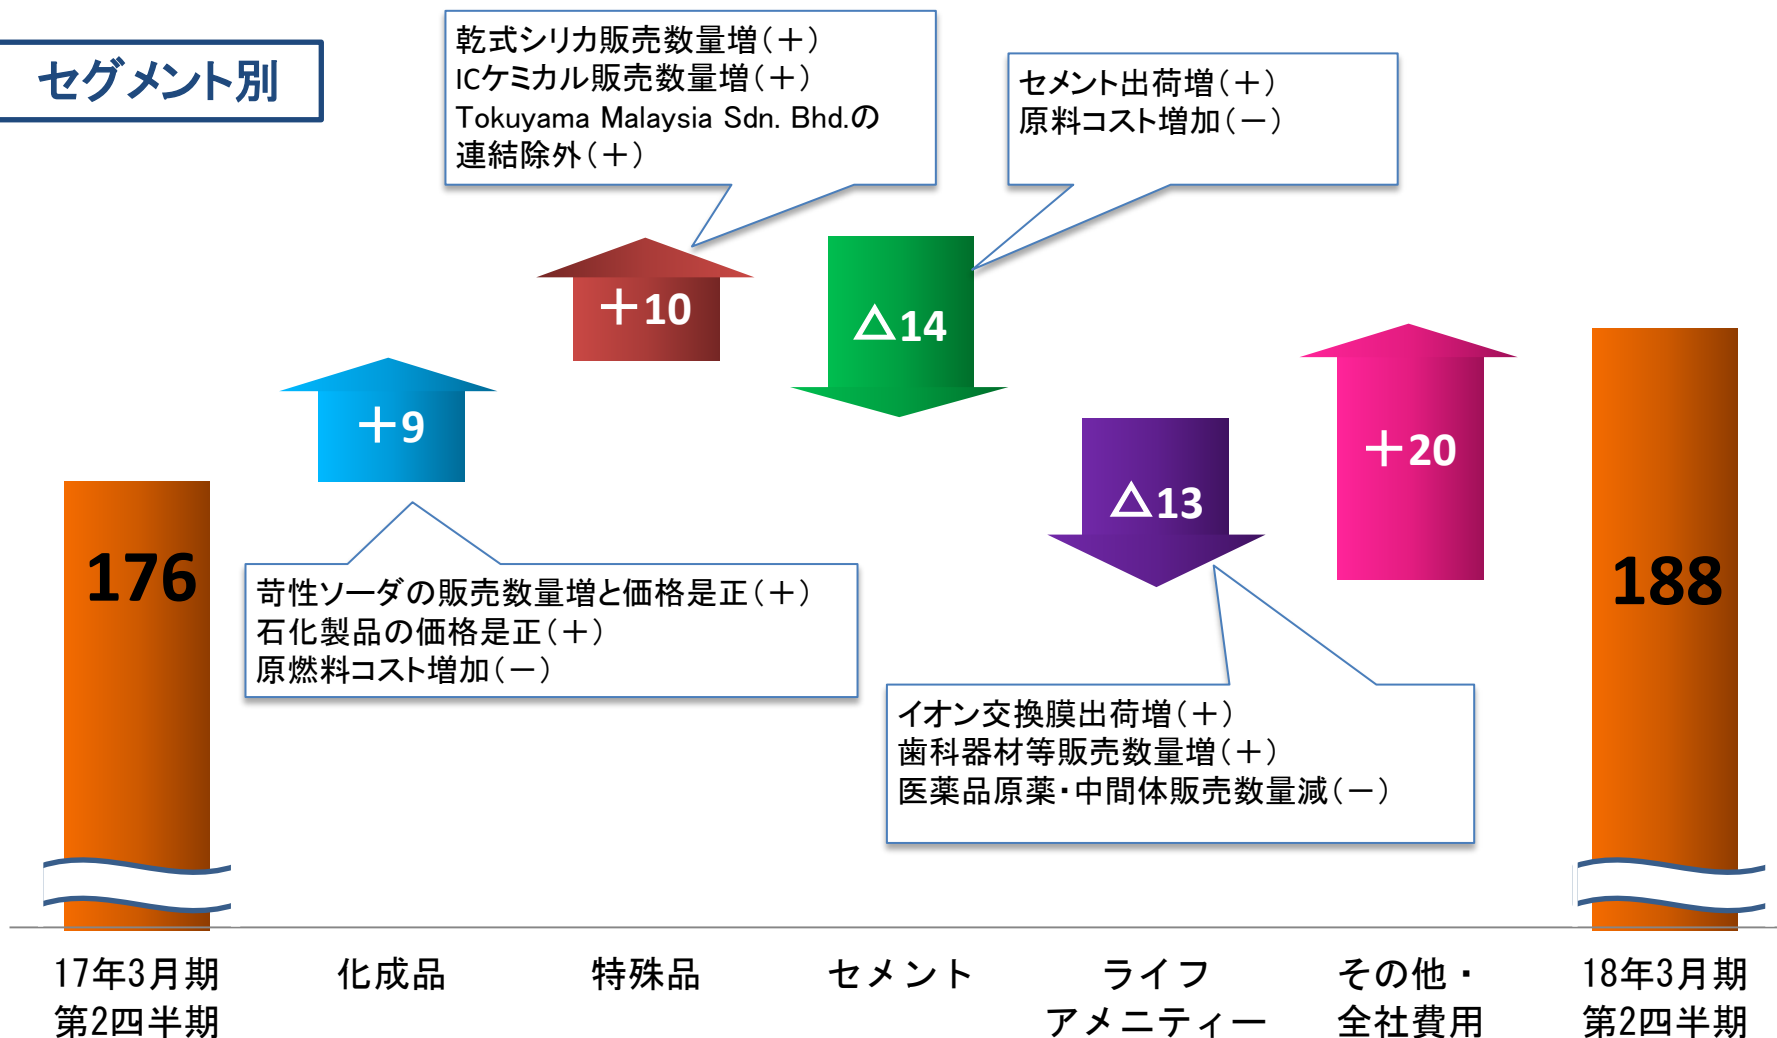 セグメント別
乾式シリカ販売数量増(＋)
ICケミカル販売数量増(＋)
Tokuyama Malaysia Sdn. Bhd.の
連結除外(＋)
セメント出荷増(＋)
原料コスト増加(－)
＋10
△14
＋9
＋20
△13
176
188
苛性ソーダの販売数量増と価格是正(＋)
石化製品の価格是正(＋)
原燃料コスト増加(－)
イオン交換膜出荷増(＋)
歯科器材等販売数量増(＋)
医薬品原薬・中間体販売数量減(－)
17年3月期
第2四半期
化成品
特殊品
セメント
ライフ
アメニティー
その他・
全社費用
18年3月期
第2四半期